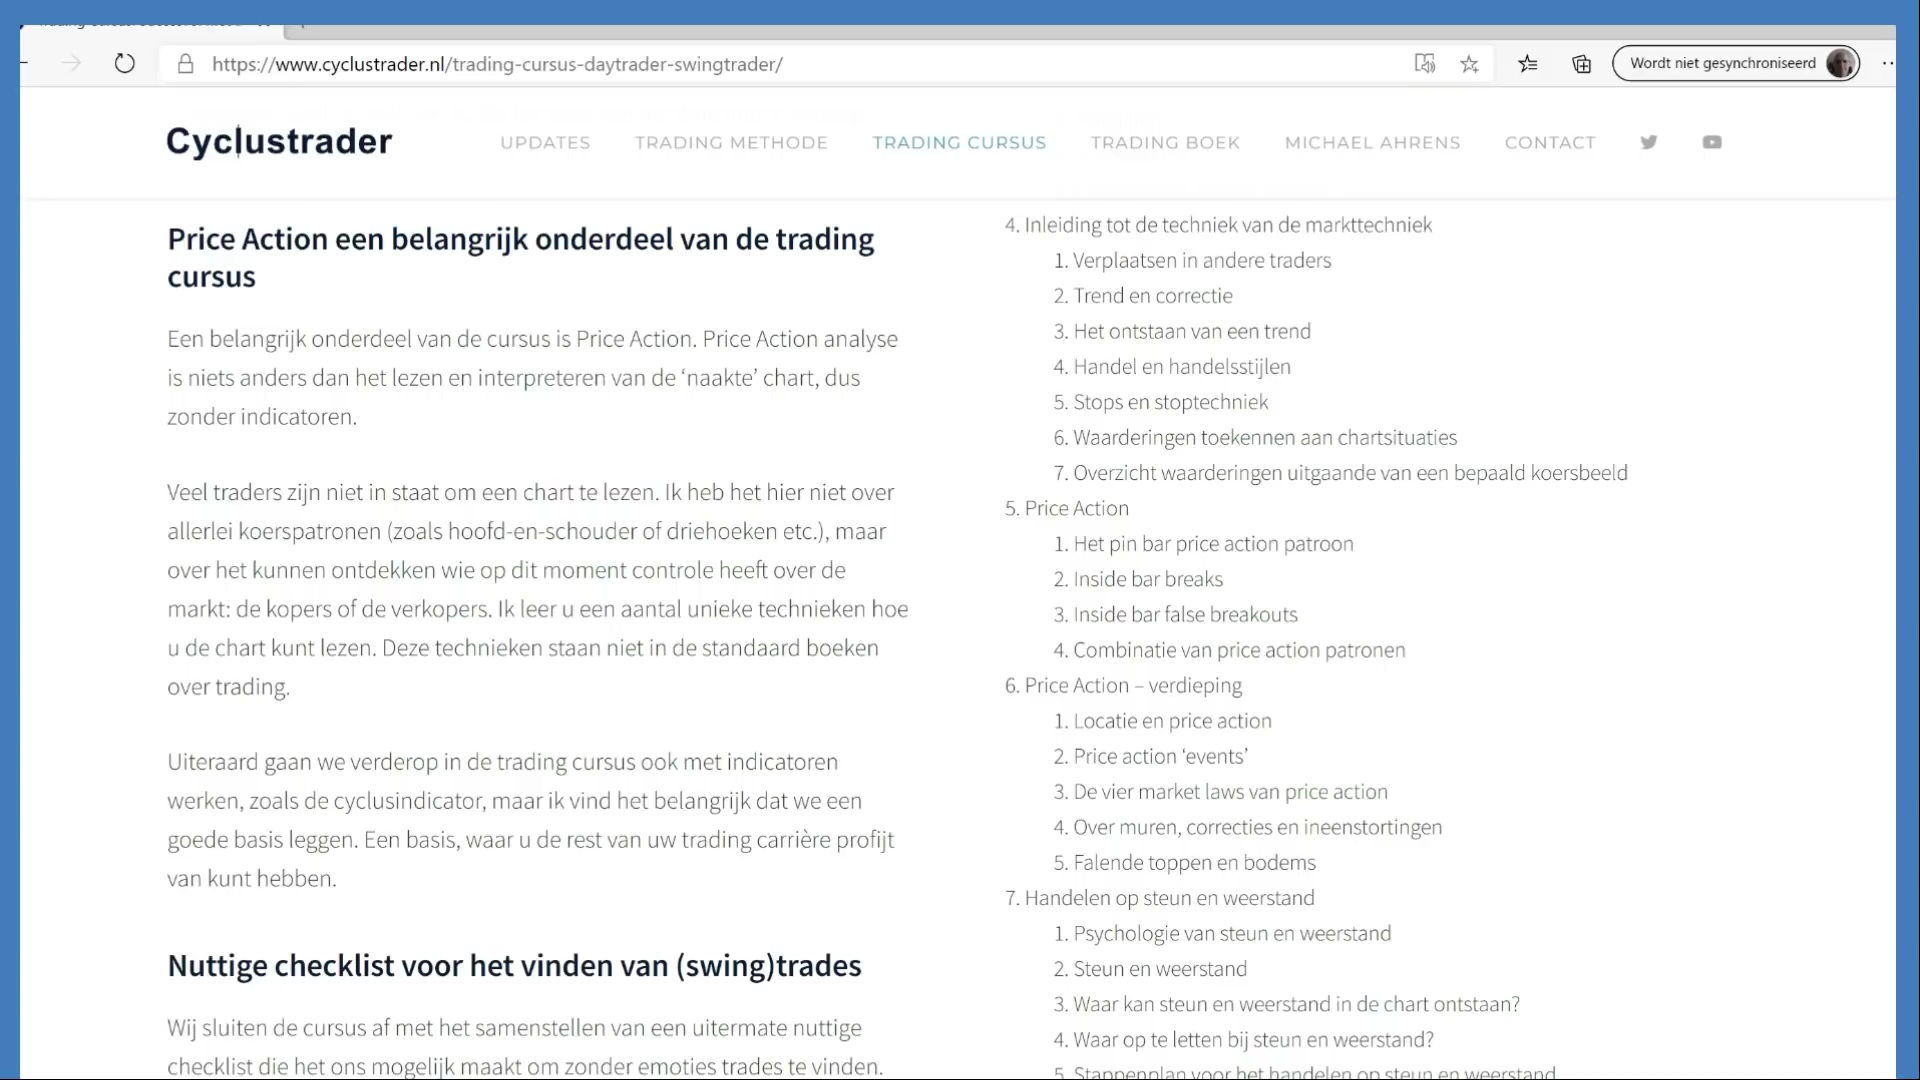 https://www.cyclustrader.nl/trading-cursus-daytrader-swingtrader/
Wordt niet gesynchroniseerd
Cyclustrader
UPDATES
TRADING METHODE
TRADING CURSUS
TRADING BOEK
MICHAEL AHRENS
CONTACT
Price Action een belangrijk onderdeel van de trading
cursus
Een belangrijk onderdeel van de cursus is Price Action. Price Action analyse
is niets anders dan het lezen en interpreteren van de ‘naakte’ chart, dus
zonder indicatoren.
Veel traders zijn niet in staat om een chart te lezen. Ik heb het hier niet over
allerlei koerspatronen (zoals hoofd-en-schouder of driehoeken etc.), maar
over het kunnen ontdekken wie op dit moment controle heeft over de
markt: de kopers of de verkopers. Ik leer u een aantal unieke technieken hoe
u de chart kunt lezen. Deze technieken staan niet in de standaard boeken
over trading.
Uiteraard gaan we verderop in de trading cursus ook met indicatoren
werken, zoals de cyclusindicator, maar ik vind het belangrijk dat we een
goede basis leggen. Een basis, waar u de rest van uw trading carrière profijt
van kunt hebben.
Nuttige checklist voor het vinden van (swing)trades
Wij sluiten de cursus af met het samenstellen van een uitermate nuttige
checklist die het ons mogelijk maakt om zonder emoties trades te vinden.
4. Inleiding tot de techniek van de markttechniek
1. Verplaatsen in andere traders
2. Trend en correctie
3. Het ontstaan van een trend
4. Handel en handelsstijlen
5. Stops en stoptechniek
6. Waarderingen toekennen aan chartsituaties
7. Overzicht waarderingen uitgaande van een bepaald koersbeeld
5. Price Action
1. Het pin bar price action patroon
2. Inside bar breaks
3. Inside bar false breakouts
4. Combinatie van price action patronen
6. Price Action – verdieping
1. Locatie en price action
2. Price action ‘events’
3. De vier market laws van price action
4. Over muren, correcties en ineenstortingen
5. Falende toppen en bodems
7. Handelen op steun en weerstand
1. Psychologie van steun en weerstand
2. Steun en weerstand
3. Waar kan steun en weerstand in de chart ontstaan?
4. Waar op te letten bij steun en weerstand?
5. Stappenplan voor het handelen op steun en weerstand